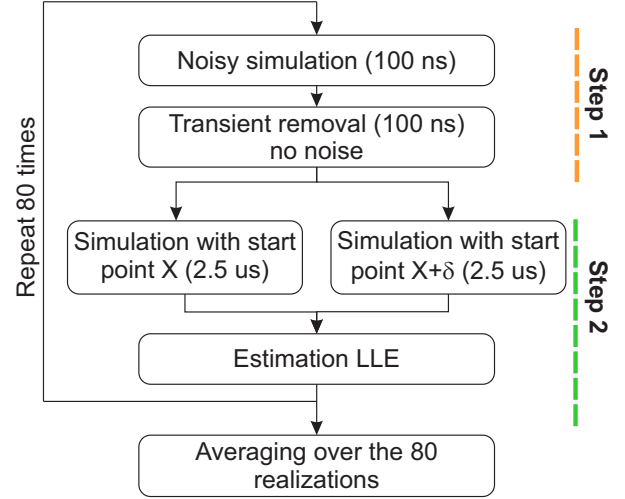 Noisy simulation (100 ns)
Transient removal (100 ns)
no noise
Simulation with start
point X (2.5 us)
Simulation with start
point X+δ (2.5 us)
Estimation LLE
Averaging over the 80
realizations
Repeat 80 times
Step 1
Step 2